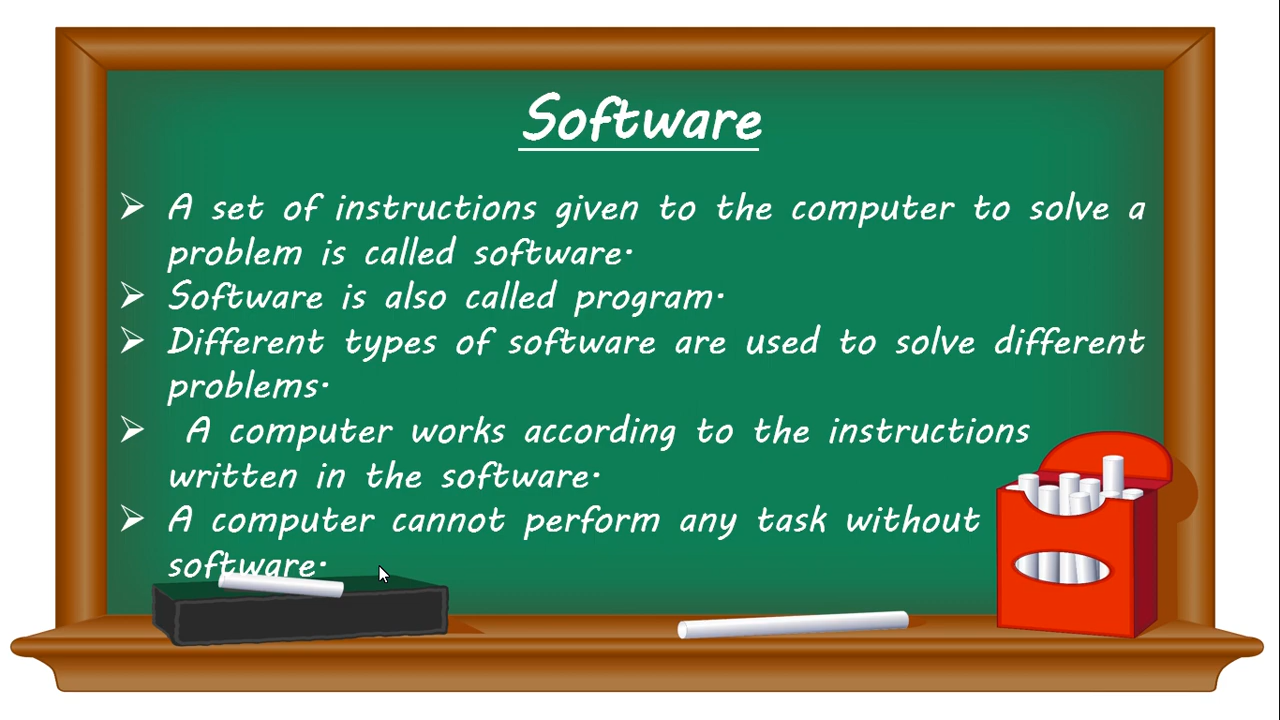 Software
➢ A set of instructions given to the computer to solve a
problem is called software.
➢ Software is also called program.
➢ Different types of software are used to solve different
problems.
➢ A computer works according to the instructions
written in the software.
➢ A computer cannot perform any task without
software.